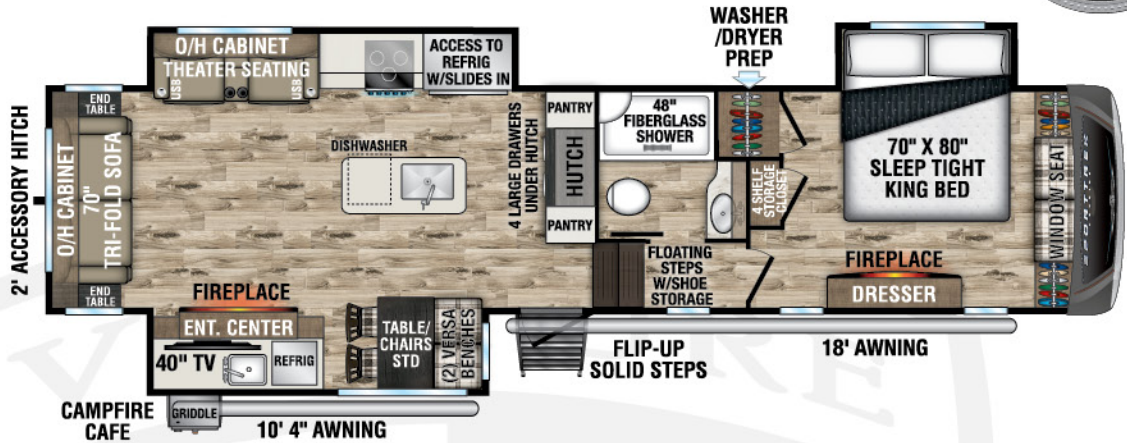 WASHER
/DRYER
PREP
O/H CABINET
THEATER SEATING
USB
USB
ACCESS TO
REFRIG
W/SLIDES IN
2' ACCESSORY HITCH
O/H CABINET
END
TABLE
70"
TRI-FOLD SOFA
END
TABLE
DISHWASHER
4 LARGE DRAWERS
UNDER HUTCH
PANTRY
HUTCH
PANTRY
48"
FIBERGLASS
SHOWER
4 SHELF
STORAGE
CLOSET
70" X 80"
SLEEP TIGHT
KING BED
WINDOW SEAT
SPORTTREK
FLOATING
STEPS
W/SHOE
STORAGE
FIREPLACE
DRESSER
FIREPLACE
ENT. CENTER
40" TV
REFRIG
TABLE/
CHAIRS
STD
(2) VERSA
BENCHES
FLIP-UP
SOLID STEPS
18' AWNING
CAMPFIRE
CAFE
GRIDDLE
10' 4" AWNING